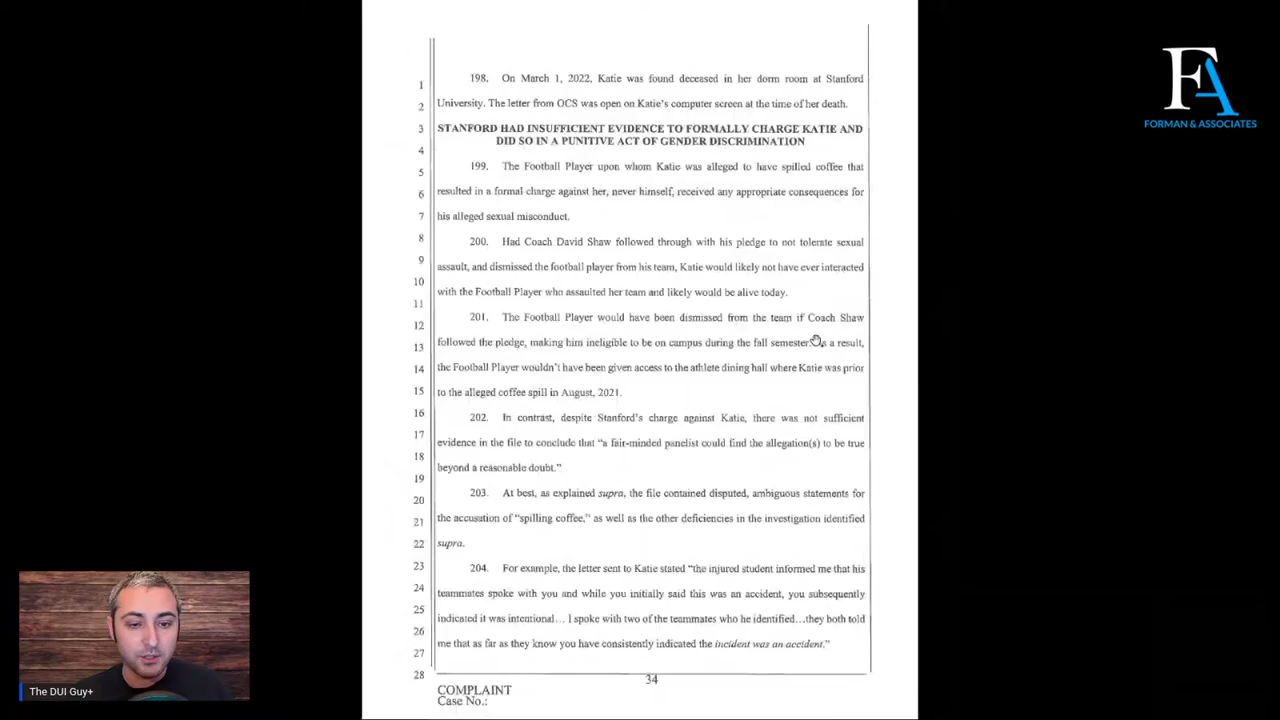 198. On March 1, 2022, Katie was found deceased in her dorm room at Stanford
University. The letter from OCS was open on Katie's computer screen at the time of her death.
STANFORD HAD INSUFFICIENT EVIDENCE TO FORMALLY CHARGE KATIE AND
DID SO IN A PUNITIVE ACT OF GENDER DISCRIMINATION
199. The Football Player upon whom Katie was alleged to have spilled coffee that
resulted in a formal charge against her, never himself, received any appropriate consequences for
his alleged sexual misconduct.
200. Had Coach David Shaw followed through with his pledge to not tolerate sexual
assault, and dismissed the football player from his team, Katie would likely not have ever interacted
with the Football Player who assaulted her team and likely would be alive today.
201. The Football Player would have been dismissed from the team if Coach Shaw
followed the pledge, making him ineligible to be on campus during the fall semester. As a result,
the Football Player wouldn't have been given access to the athlete dining hall where Katie was prior
to the alleged coffee spill in August, 2021.
202. In contrast, despite Stanford's charge against Katie, there was not sufficient
evidence in the file to conclude that "a fair-minded panelist could find the allegation(s) to be true
beyond a reasonable doubt."
203. At best, as explained supra, the file contained disputed, ambiguous statements for
the accusation of "spilling coffee," as well as the other deficiencies in the investigation identified
supra.
204. For example, the letter sent to Katie stated "the injured student informed me that his
teammates spoke with you and while you initially said this was an accident, you subsequently
indicated it was intentional… I spoke with two of the teammates who he identified…they both told
me that as far as they know you have consistently indicated the incident was an accident."
1
2
3
4
5
6
7
8
9
10
11
12
13
14
15
16
17
18
19
20
21
22
23
24
25
26
27
28
34
COMPLAINT
Case No.:
FA
FORMAN & ASSOCIATES
The DUI Guy+